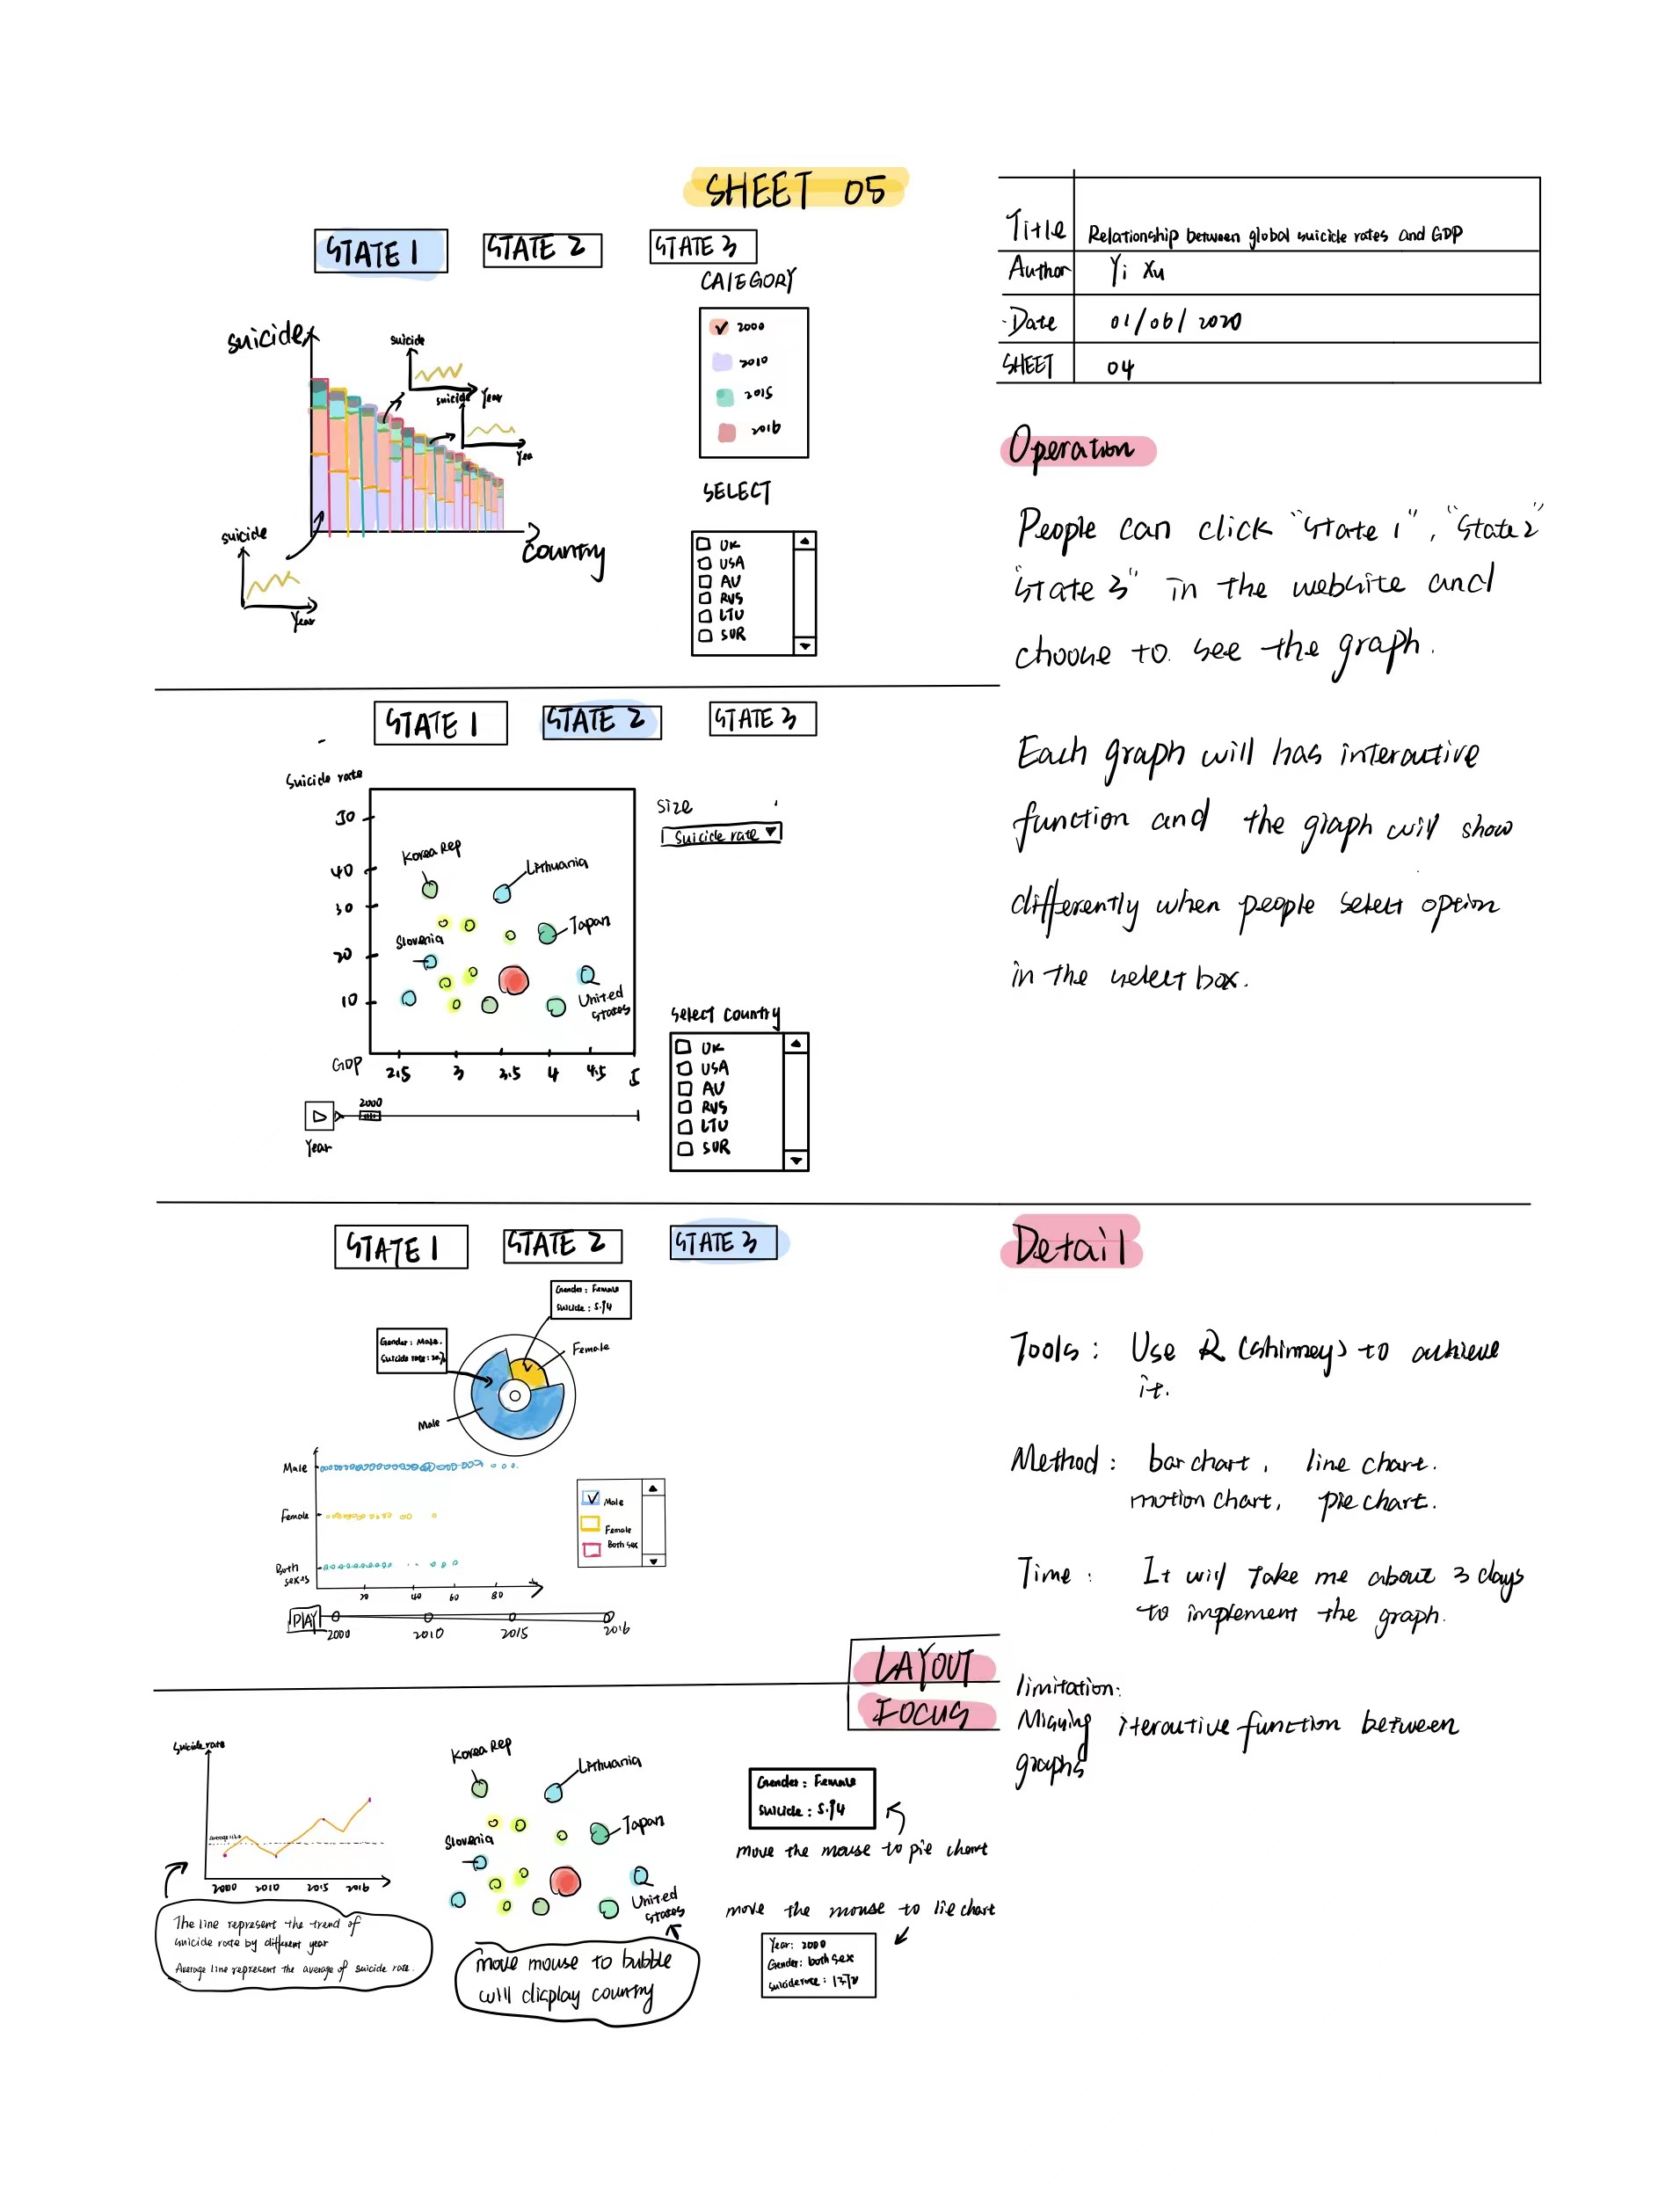 SHEET 05
Title Relationship between global suicide rates and GDP
Author Yi Xu
Date 01/06/2020
SHEET 04
STATE 1 STATE 2 STATE 3
CATEGORY
2000
2010
2015
2016
SELECT
UK
USA
AU
RUS
LTU
SUR
suicide
country
suicide
Year
suicide
Year
suicide
Year
Operation
People can click "State 1", "State 2"
"State 3" in the website and
choose to see the graph.
Each graph will has interactive
function and the graph will show
differently when people select option
in the select box.
STATE 1 STATE 2 STATE 3
Suicide rate
50
40
30
20
10
GDP 2.5 3 3.5 4 4.5 5
Korea Rep
Lithuania
Japan
Slovenia
United
States
Size
Suicide rate
Select country
UK
USA
AU
RUS
LTU
SUR
2000
Year
STATE 1 STATE 2 STATE 3
Gender: Female
Suicide: 5.94
Gender: Male.
Suicide rate:
Female
Male
Male
Female
Both
sexes
20 40 60 80
Male
Female
Both sex
PLAY 2000 2010 2015 2016
Detail
Tools: Use R (shinney) to achieve
it.
Method: bar chart, line chart.
motion chart, pie chart.
Time: It will take me about 3 days
to implement the graph.
limitation:
Missing iteractive function between
graphs
LAYOUT
FOCUS
Suicide rate
2000 2010 2015 2016
The line represent the trend of
suicide rate by different year
Average line represent the average of suicide rate.
Korea Rep
Lithuania
Japan
Slovenia
United
States
move mouse to bubble
will display country
Gender: Female
Suicide: 5.94
move the mouse to pie chart
move the mouse to lie chart
Year: 2000
Gender: both sex
Suicide rate: